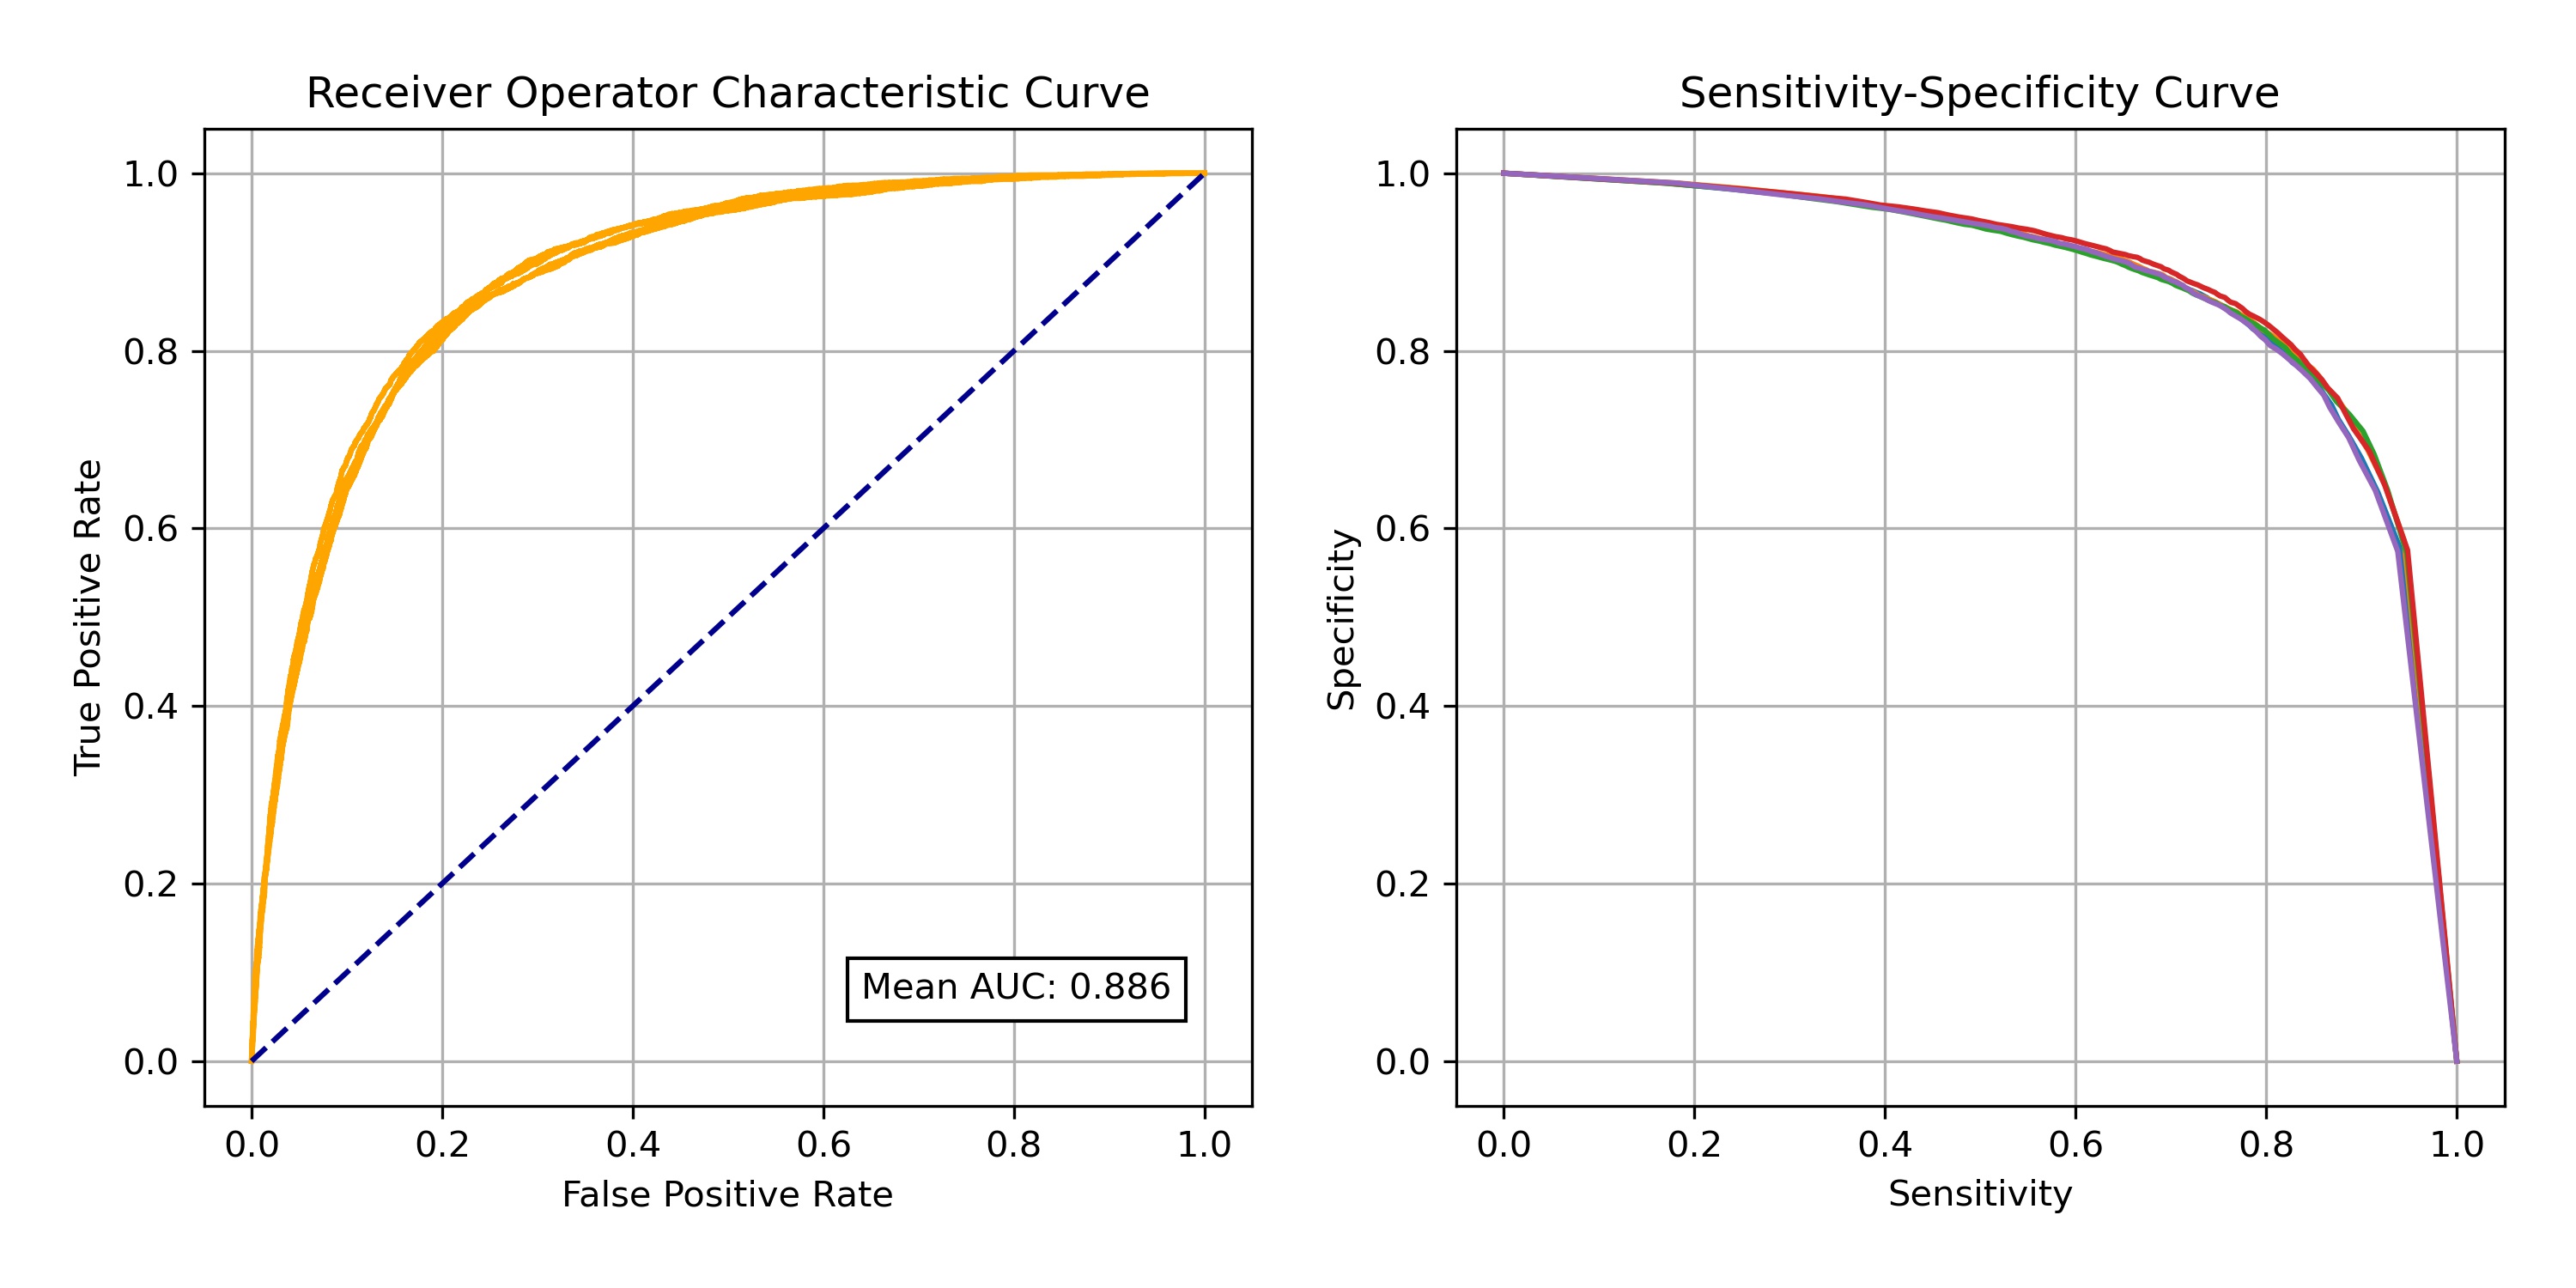 Receiver Operator Characteristic Curve
True Positive Rate
1.0
0.8
0.6
0.4
0.2
0.0
Mean AUC: 0.886
0.0 0.2 0.4 0.6 0.8 1.0
False Positive Rate
Sensitivity-Specificity Curve
Specificity
1.0
0.8
0.6
0.4
0.2
0.0
0.0 0.2 0.4 0.6 0.8 1.0
Sensitivity